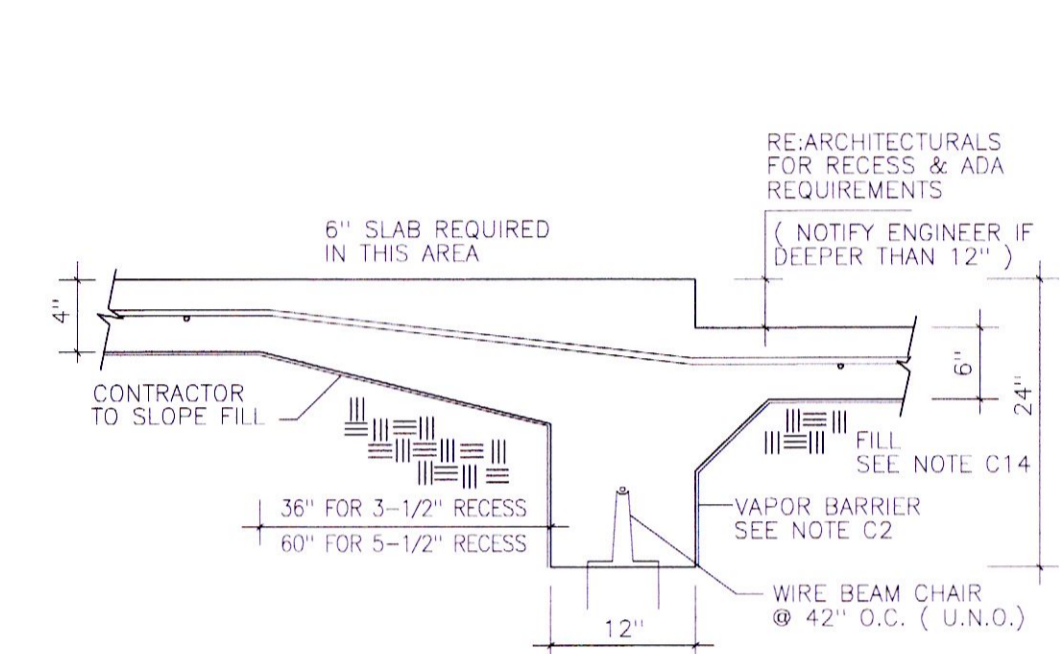 RE:ARCHITECTURALS
FOR RECESS & ADA
REQUIREMENTS
( NOTIFY ENGINEER IF
DEEPER THAN 12" )
6" SLAB REQUIRED
IN THIS AREA
4"
6"
24"
CONTRACTOR
TO SLOPE FILL
FILL
SEE NOTE C14
36" FOR 3-1/2" RECESS
60" FOR 5-1/2" RECESS
VAPOR BARRIER
SEE NOTE C2
WIRE BEAM CHAIR
@ 42" O.C. ( U.N.O.)
12"